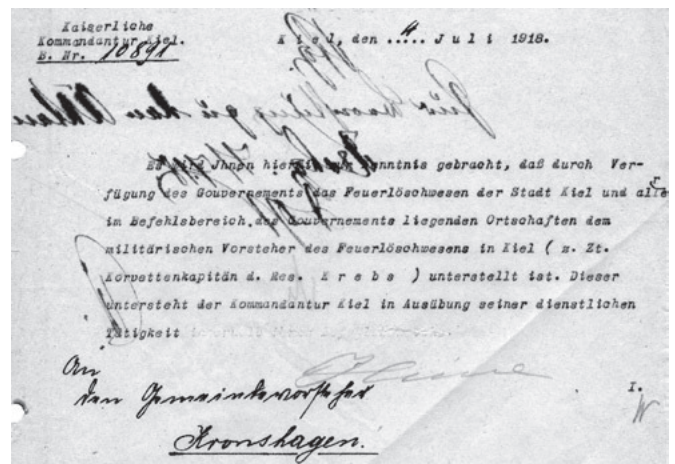 Kaiserliche
Kommandantur Kiel.
B. Nr. 10891
Kiel, den ..4.. Juli 1918.
Es wird Jhnen hiermit zur Kenntnis gebracht, daß durch Ver-
fügung des Gouvernements das Feuerlöschwesen der Stadt Kiel und aller
im Befehlsbereich des Gouvernements liegenden Ortschaften dem
militärischen Vorsteher des Feuerlöschwesens in Kiel ( z. Zt.
Korvettenkapitän d. Res. Krebs ) unterstellt ist. Dieser
untersteht der Kommandantur Kiel in Ausübung seiner dienstlichen
Tätigkeit
An
den Gemeindevorsteher
Kronshagen.
I.